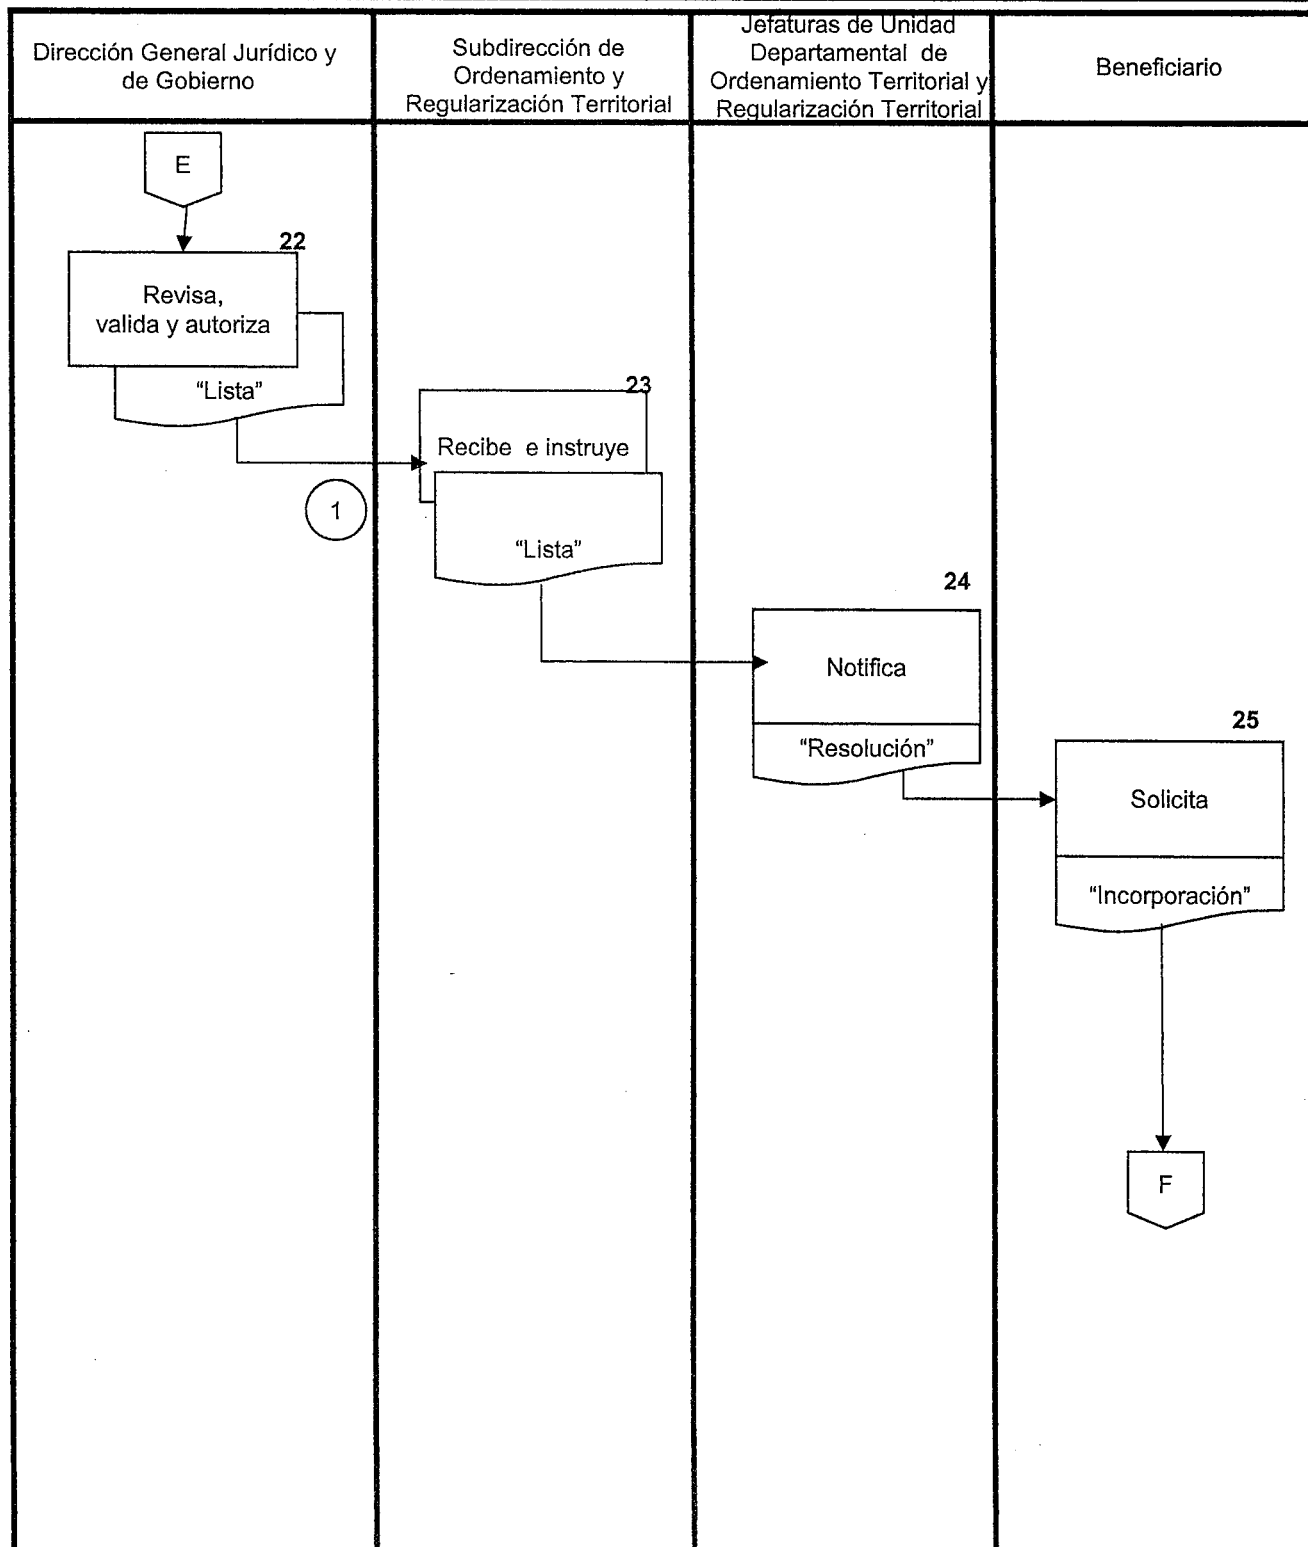 Dirección General Jurídico y
de Gobierno
Subdirección de
Ordenamiento y
Regularización Territorial
Jefaturas de Unidad
Departamental de
Ordenamiento Territorial y
Regularización Territorial
Beneficiario
E
22
Revisa,
valida y autoriza
“Lista”
23
Recibe e instruye
1
“Lista”
24
Notifica
“Resolución”
25
Solicita
“Incorporación”
F